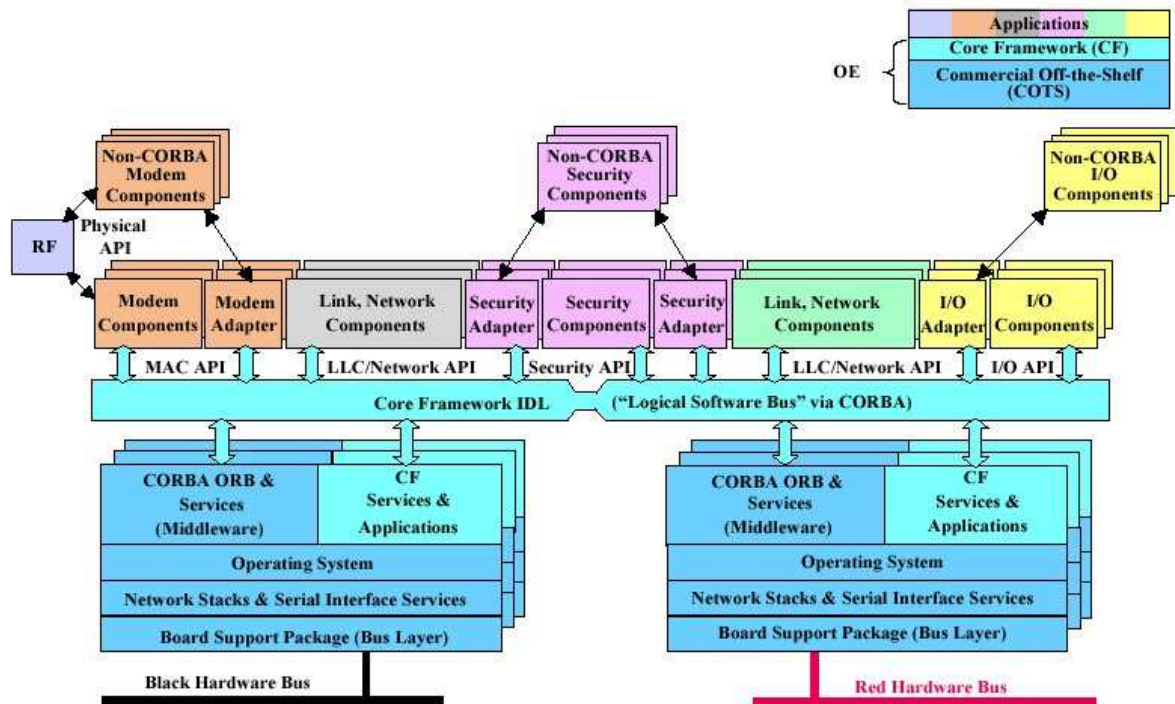 Applications
Core Framework (CF)
OE
Commercial Off-the-Shelf
(COTS)
Non-CORBA
Modem
Components
Non-CORBA
Security
Components
Non-CORBA
I/O
Components
RF
Physical
API
Modem
Components
Modem
Adapter
Link, Network
Components
Security
Adapter
Security
Components
Security
Adapter
Link, Network
Components
I/O
Adapter
I/O
Components
MAC API
LLC/Network API
Security API
LLC/Network API
I/O API
Core Framework IDL
(“Logical Software Bus” via CORBA)
CORBA ORB &
Services
(Middleware)
CF
Services &
Applications
Operating System
Network Stacks & Serial Interface Services
Board Support Package (Bus Layer)
CORBA ORB &
Services
(Middleware)
CF
Services &
Applications
Operating System
Network Stacks & Serial Interface Services
Board Support Package (Bus Layer)
Black Hardware Bus
Red Hardware Bus